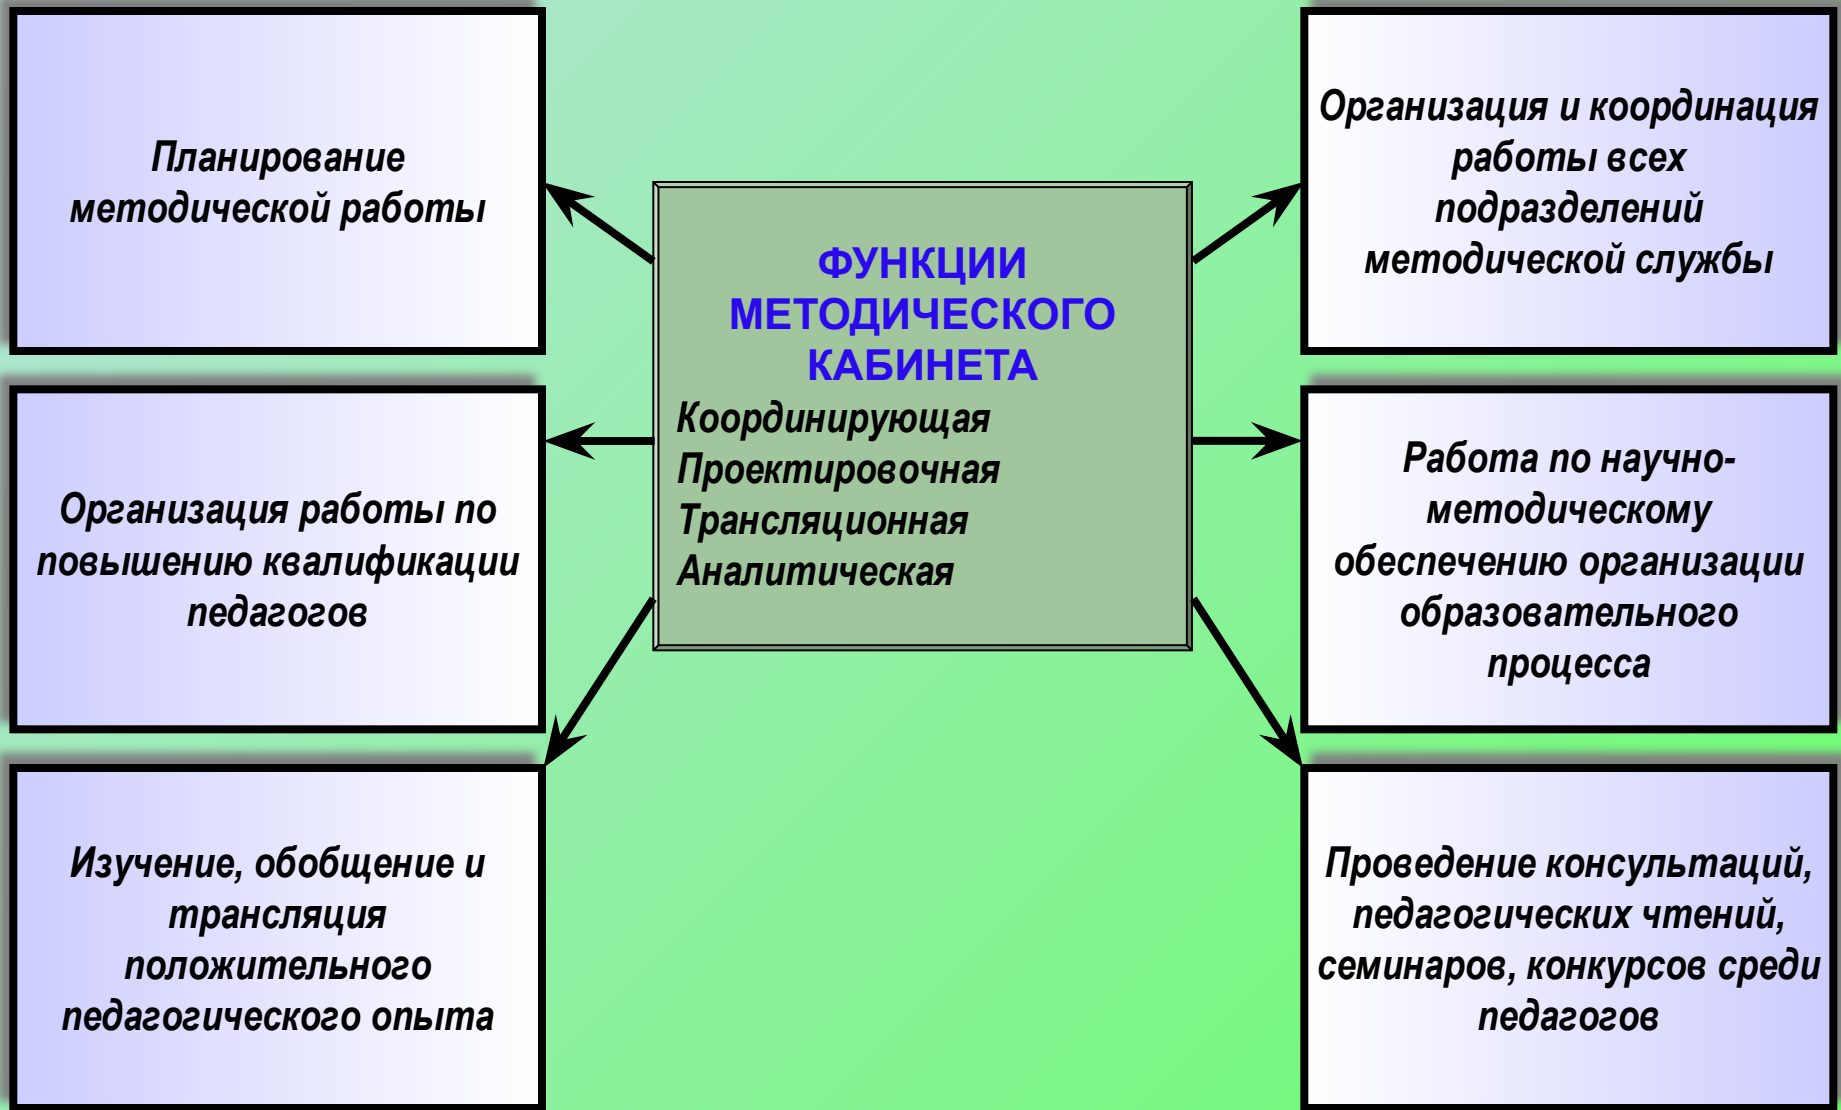 Планирование
методической работы
Организация работы по
повышению квалификации
педагогов
Изучение, обобщение и
трансляция
положительного
педагогического опыта
ФУНКЦИИ
МЕТОДИЧЕСКОГО
КАБИНЕТА
Координирующая
Проектировочная
Трансляционная
Аналитическая
Организация и координация
работы всех
подразделений
методической службы
Работа по научно-
методическому
обеспечению организации
образовательного
процесса
Проведение консультаций,
педагогических чтений,
семинаров, конкурсов среди
педагогов